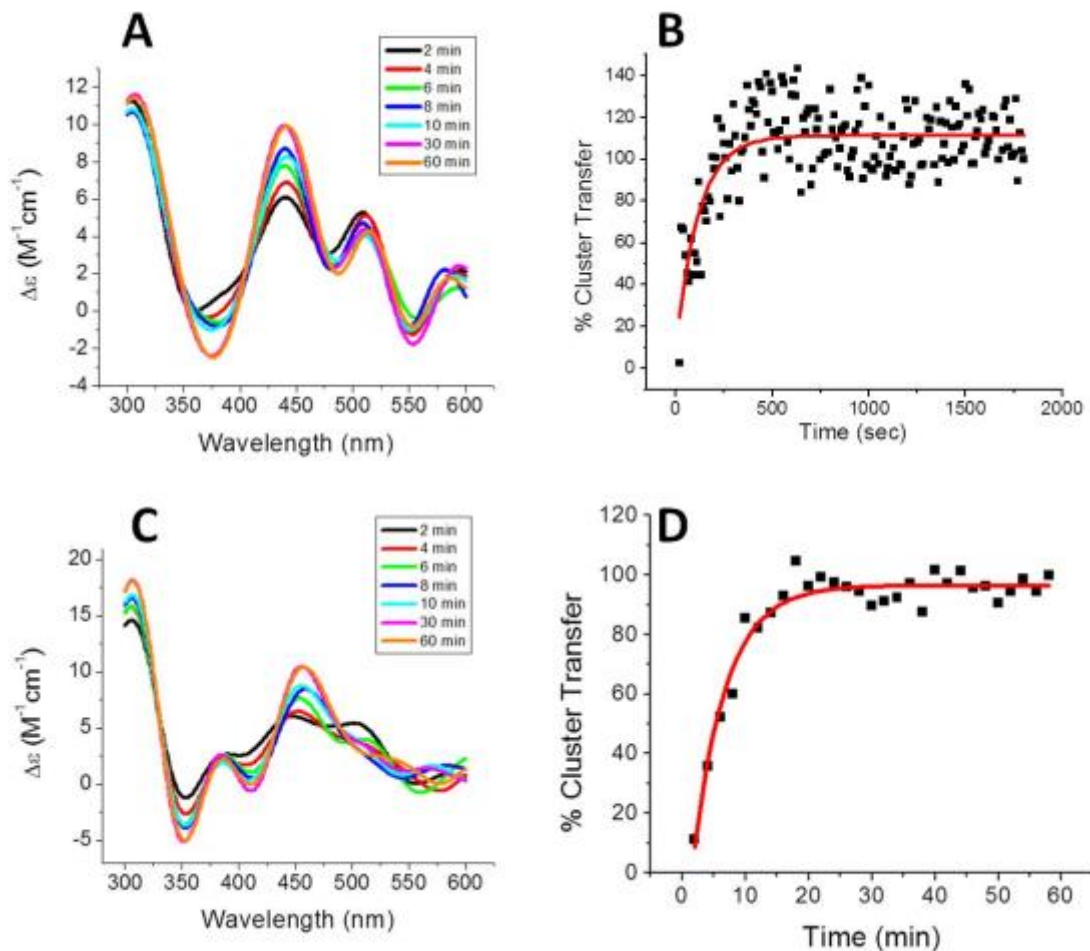 A
2 min
4 min
6 min
8 min
10 min
30 min
60 min
12
10
8
6
4
2
0
-2
-4
Δε (M⁻¹cm⁻¹)
300 350 400 450 500 550 600
Wavelength (nm)
B
140
120
100
80
60
40
20
0
% Cluster Transfer
0 500 1000 1500 2000
Time (sec)
C
2 min
4 min
6 min
8 min
10 min
30 min
60 min
20
15
10
5
0
-5
Δε (M⁻¹cm⁻¹)
300 350 400 450 500 550 600
Wavelength (nm)
D
120
100
80
60
40
20
0
% Cluster Transfer
0 10 20 30 40 50 60
Time (min)